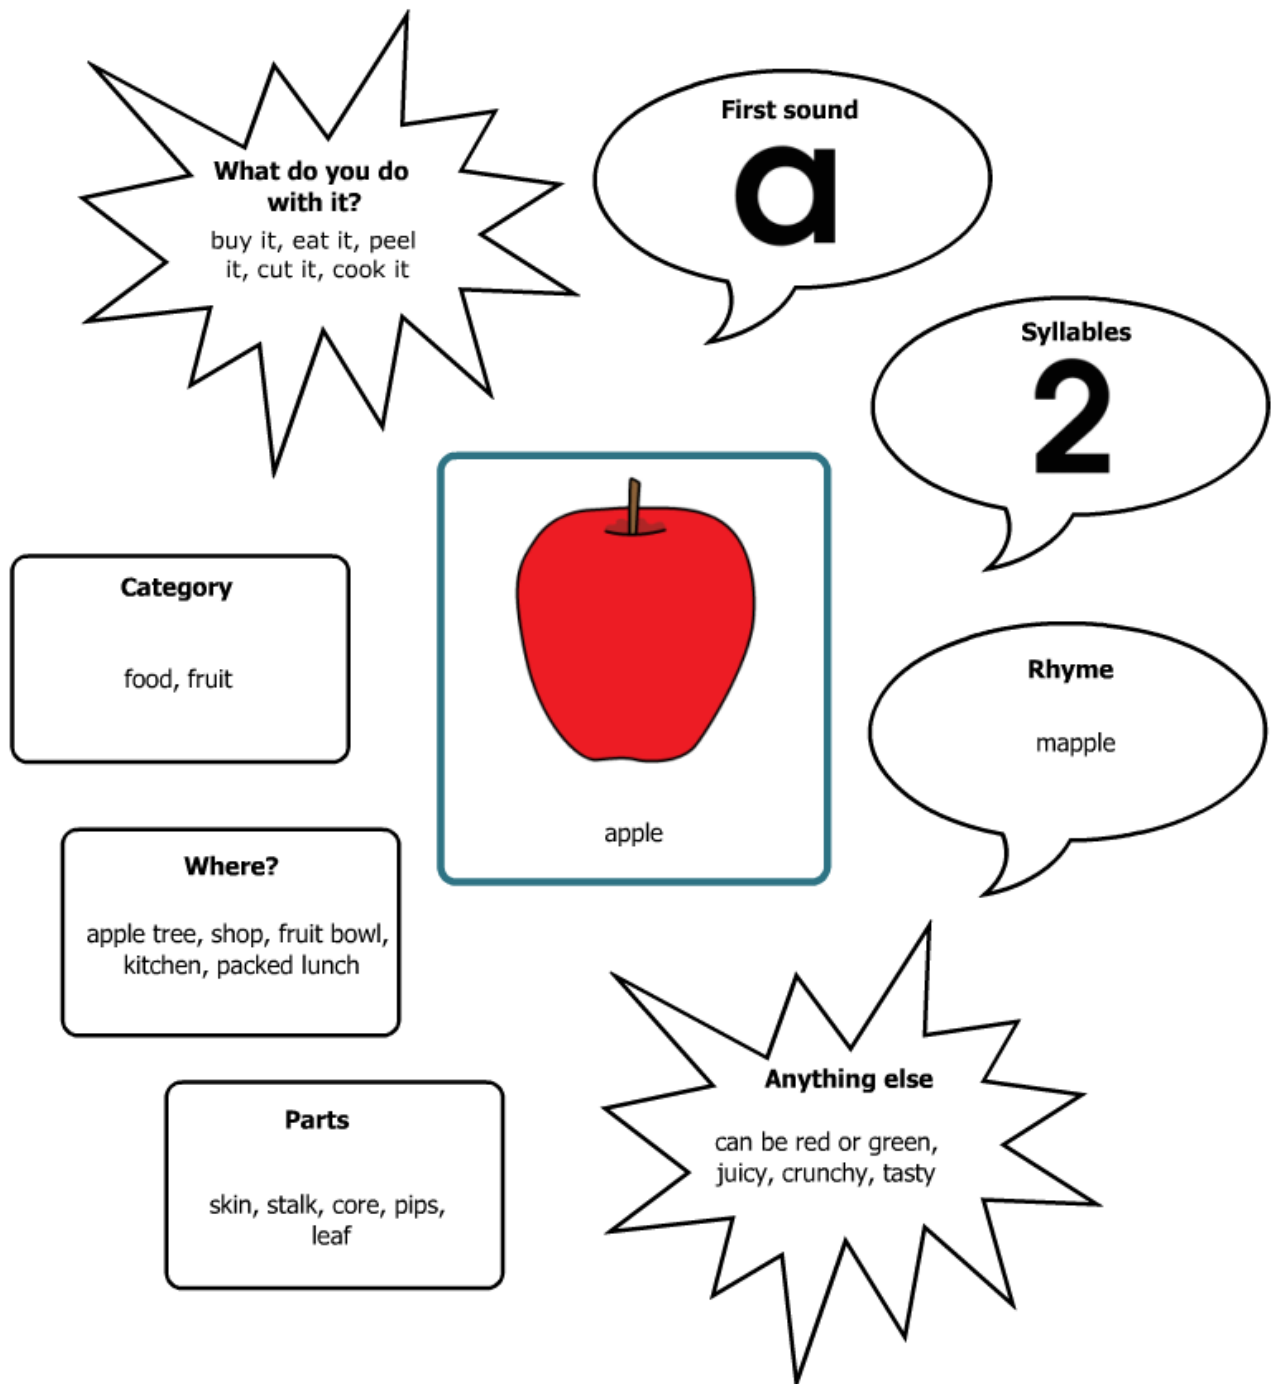 What do you do
with it?
buy it, eat it, peel
it, cut it, cook it
First sound
a
Syllables
2
Category
food, fruit
apple
Rhyme
mapple
Where?
apple tree, shop, fruit bowl,
kitchen, packed lunch
Parts
skin, stalk, core, pips,
leaf
Anything else
can be red or green,
juicy, crunchy, tasty